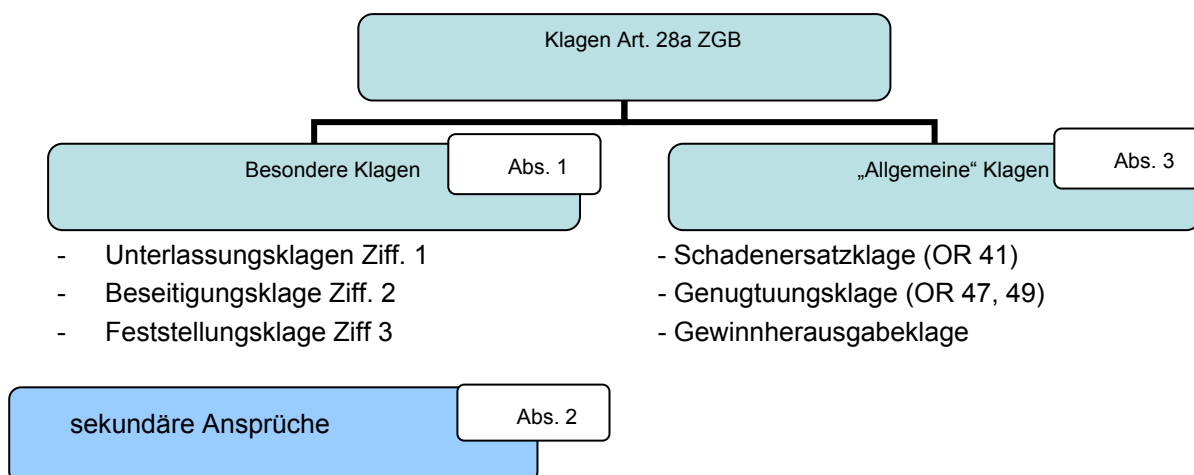 Klagen Art. 28a ZGB
Besondere Klagen
Abs. 1
- Unterlassungsklagen Ziff. 1
- Beseitigungsklage Ziff. 2
- Feststellungsklage Ziff 3
„Allgemeine“ Klagen
Abs. 3
- Schadenersatzklage (OR 41)
- Genugtuungsklage (OR 47, 49)
- Gewinnherausgabeklage
sekundäre Ansprüche
Abs. 2